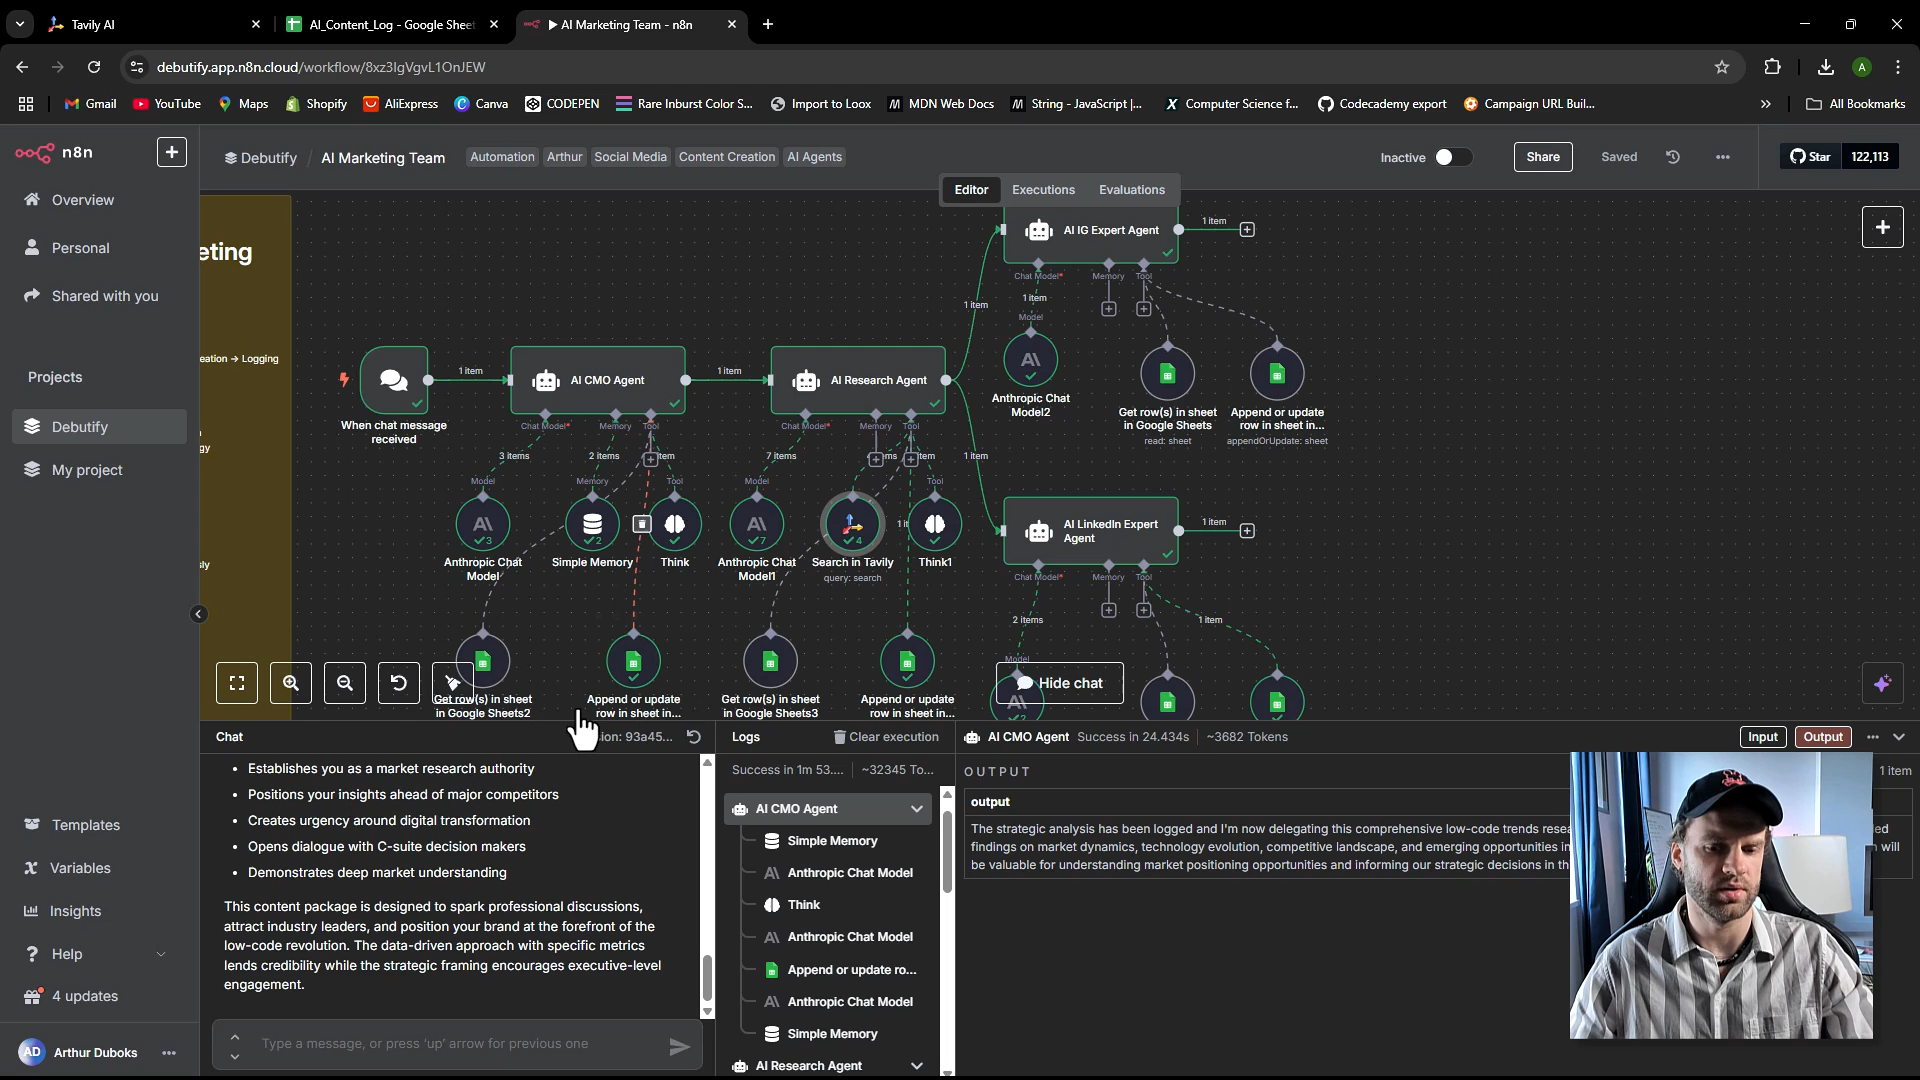 Tavily AI
AI_Content_Log - Google Sheet
▶ AI Marketing Team - n8n
debutify.app.n8n.cloud/workflow/8xz3IgVgvL1OnJEW
A
Gmail
YouTube
Maps
Shopify
AliExpress
Canva
CODEPEN
Rare Inburst Color S...
Import to Loox
MDN Web Docs
String - JavaScript |...
Computer Science f...
Codecademy export
Campaign URL Buil...
All Bookmarks
n8n
Debutify / AI Marketing Team
Automation
Arthur
Social Media
Content Creation
AI Agents
Inactive
Share
Saved
Star
122,113
Editor
Executions
Evaluations
Overview
Personal
Shared with you
Projects
Debutify
My project
Templates
Variables
Insights
Help
4 updates
AD
Arthur Duboks
eting
eation → Logging
gy
sly
When chat message
received
1 item
AI CMO Agent
Chat Model*
Memory
Tool
1 item
AI Research Agent
Chat Model*
Memory
Tool
1 item
1 item
AI IG Expert Agent
1 item
Chat Model*
Memory
Tool
1 item
Model
Anthropic Chat
Model2
Get row(s) in sheet
in Google Sheets
read: sheet
Append or update
row in sheet in...
appendOrUpdate: sheet
3 items
2 items
7 items
Model
Memory
Tool
Model
Tool
3
2
7
4
Anthropic Chat
Model
Simple Memory
Think
Anthropic Chat
Model1
Search in Tavily
query: search
Think1
AI LinkedIn Expert
Agent
1 item
Chat Model*
Memory
Tool
2 items
1 item
Model
2
Get row(s) in sheet
in Google Sheets2
Append or update
row in sheet in...
Get row(s) in sheet
in Google Sheets3
Append or update
row in sheet in...
Hide chat
Chat
ion: 93a45...
• Establishes you as a market research authority
• Positions your insights ahead of major competitors
• Creates urgency around digital transformation
• Opens dialogue with C-suite decision makers
• Demonstrates deep market understanding
This content package is designed to spark professional discussions,
attract industry leaders, and position your brand at the forefront of the
low-code revolution. The data-driven approach with specific metrics
lends credibility while the strategic framing encourages executive-level
engagement.
Type a message, or press 'up' arrow for previous one
Logs
Clear execution
Success in 1m 53....
~32345 To...
AI CMO Agent
Simple Memory
Anthropic Chat Model
Think
Anthropic Chat Model
Append or update ro...
Anthropic Chat Model
Simple Memory
AI Research Agent
AI CMO Agent
Success in 24.434s
~3682 Tokens
Input
Output
OUTPUT
1 item
output
The strategic analysis has been logged and I'm now delegating this comprehensive low-code trends resea
findings on market dynamics, technology evolution, competitive landscape, and emerging opportunities in
be valuable for understanding market positioning opportunities and informing our strategic decisions in th